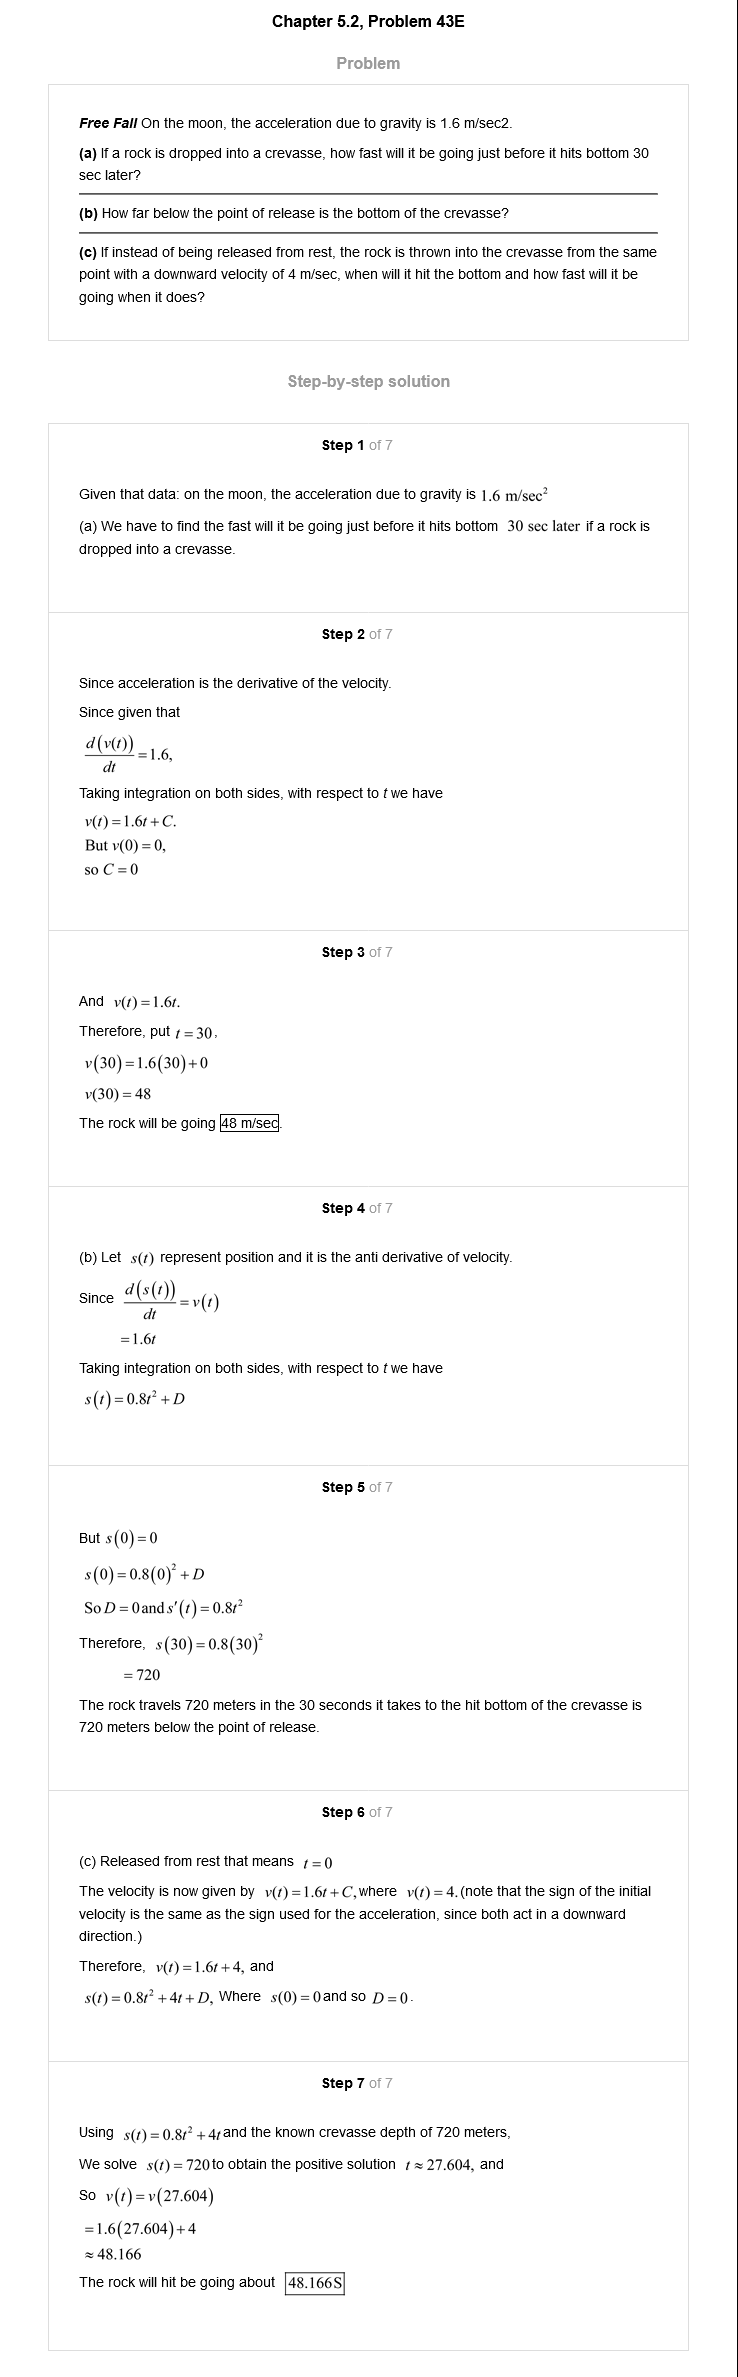 Chapter 5.2, Problem 43E
Problem
Free Fall On the moon, the acceleration due to gravity is 1.6 m/sec2.
(a) If a rock is dropped into a crevasse, how fast will it be going just before it hits bottom 30
sec later?
(b) How far below the point of release is the bottom of the crevasse?
(c) If instead of being released from rest, the rock is thrown into the crevasse from the same
point with a downward velocity of 4 m/sec, when will it hit the bottom and how fast will it be
going when it does?
Step-by-step solution
Step 1 of 7
Given that data: on the moon, the acceleration due to gravity is 1.6 m/sec²
(a) We have to find the fast will it be going just before it hits bottom 30 sec later if a rock is
dropped into a crevasse.
Step 2 of 7
Since acceleration is the derivative of the velocity.
Since given that
d(v(t))/dt = 1.6,
Taking integration on both sides, with respect to t we have
v(t) = 1.6t + C.
But v(0) = 0,
so C = 0
Step 3 of 7
And v(t) = 1.6t.
Therefore, put t = 30,
v(30) = 1.6(30) + 0
v(30) = 48
The rock will be going 48 m/sec.
Step 4 of 7
(b) Let s(t) represent position and it is the anti derivative of velocity.
Since d(s(t))/dt = v(t)
= 1.6t
Taking integration on both sides, with respect to t we have
s(t) = 0.8t² + D
Step 5 of 7
But s(0) = 0
s(0) = 0.8(0)² + D
So D = 0 and s′(t) = 0.8t²
Therefore, s(30) = 0.8(30)²
= 720
The rock travels 720 meters in the 30 seconds it takes to the hit bottom of the crevasse is
720 meters below the point of release.
Step 6 of 7
(c) Released from rest that means t = 0
The velocity is now given by v(t) = 1.6t + C, where v(t) = 4. (note that the sign of the initial
velocity is the same as the sign used for the acceleration, since both act in a downward
direction.)
Therefore, v(t) = 1.6t + 4, and
s(t) = 0.8t² + 4t + D, Where s(0) = 0 and so D = 0.
Step 7 of 7
Using s(t) = 0.8t² + 4t and the known crevasse depth of 720 meters,
We solve s(t) = 720 to obtain the positive solution t ≈ 27.604, and
So v(t) = v(27.604)
= 1.6(27.604) + 4
≈ 48.166
The rock will hit be going about 48.166S